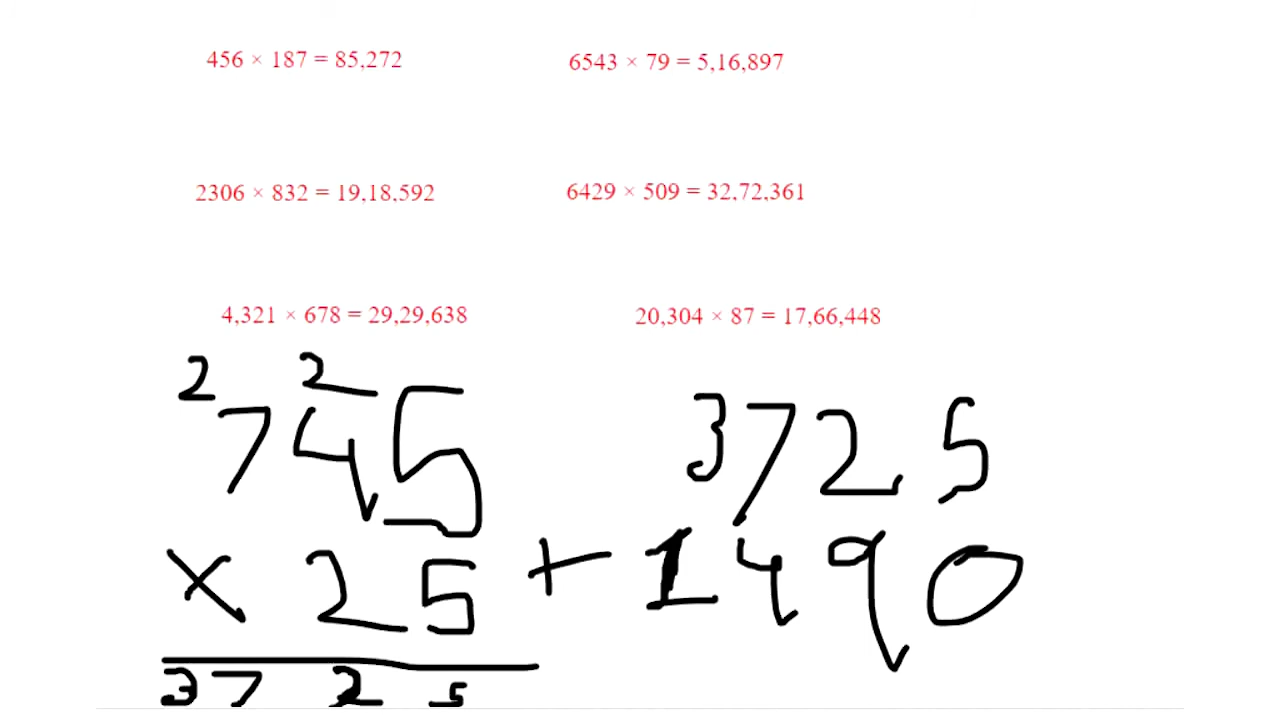 456 × 187 = 85,272
6543 × 79 = 5,16,897
2306 × 832 = 19,18,592
6429 × 509 = 32,72,361
4,321 × 678 = 29,29,638
20,304 × 87 = 17,66,448
2 2
745
× 25
3725
3725
+ 1490